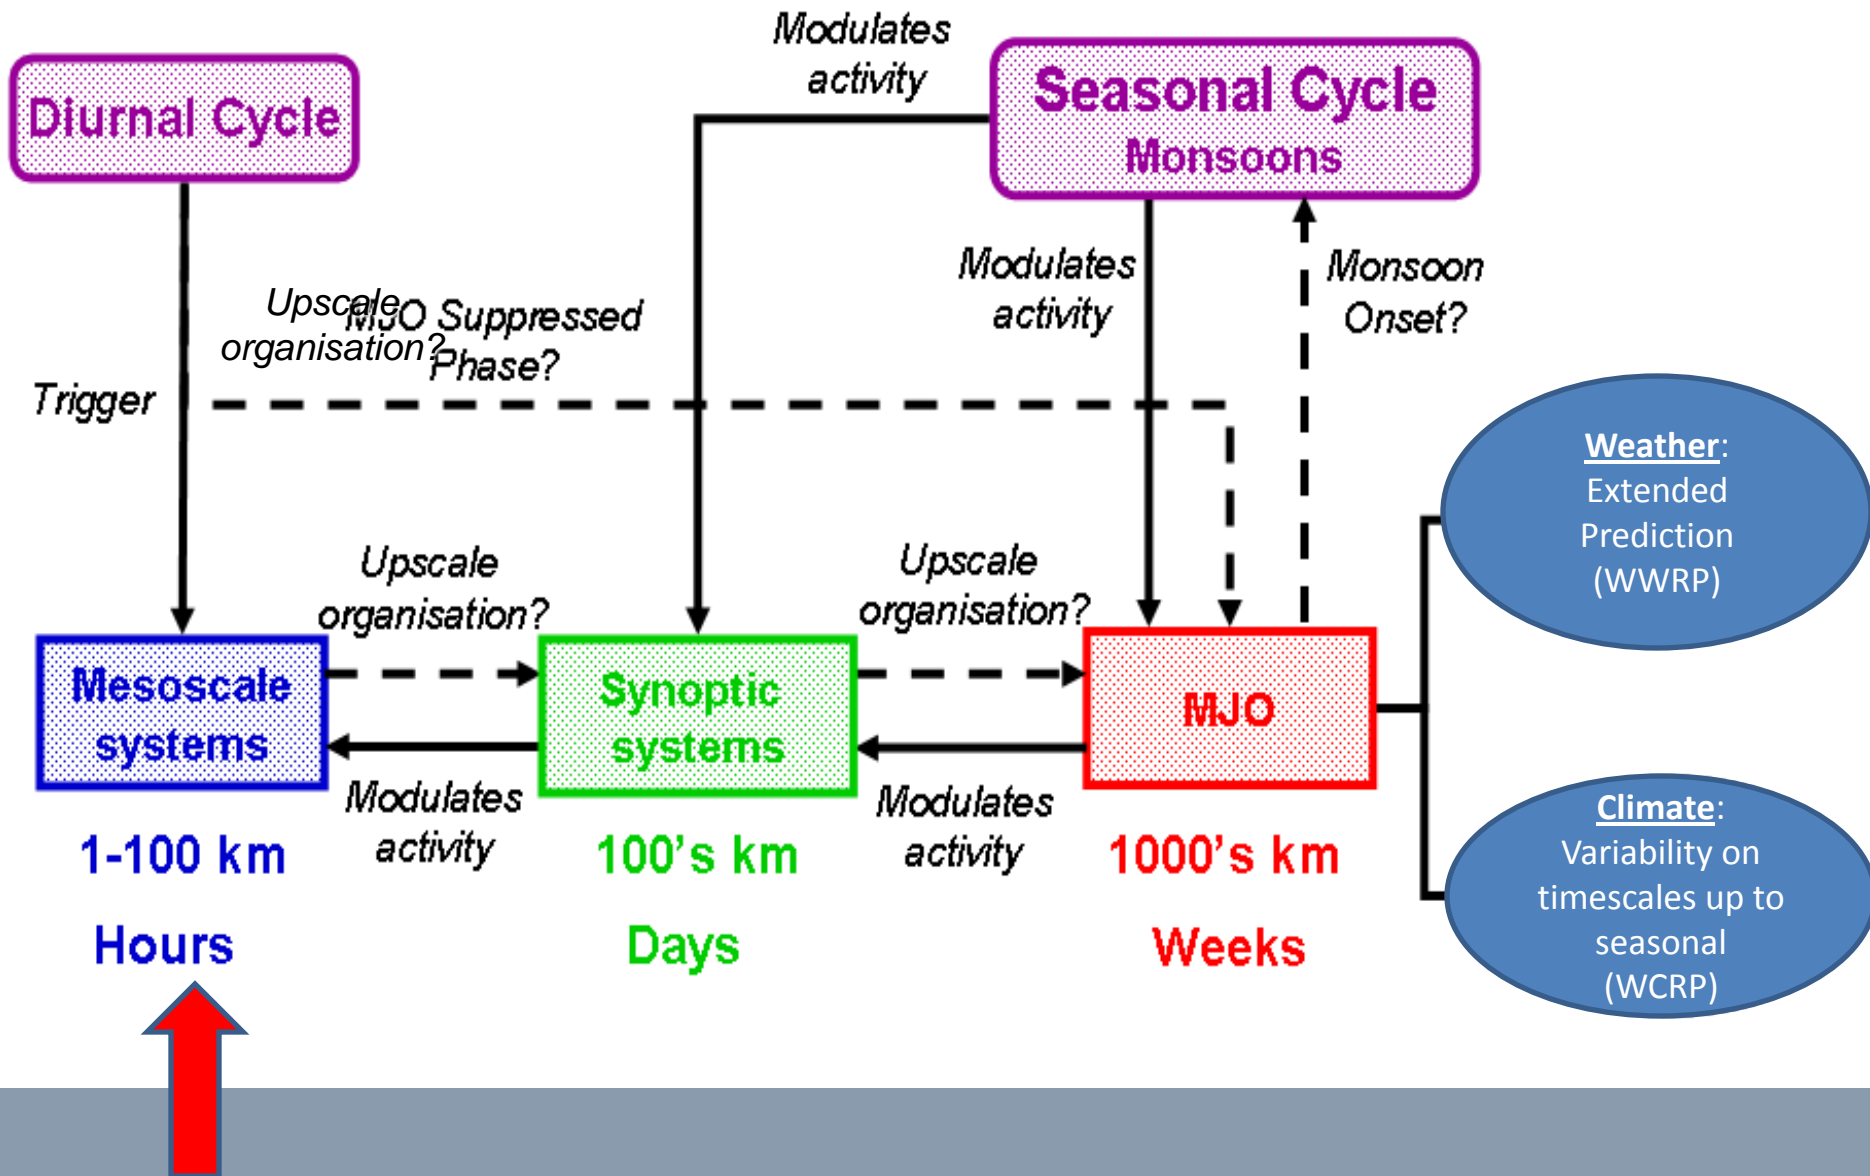 Modulates
activity
Diurnal Cycle
Seasonal Cycle
Monsoons
Modulates
activity
Monsoon
Onset?
Upscale
organisation?
MJO Suppressed
Phase?
Trigger
Weather:
Extended
Prediction
(WWRP)
Upscale
organisation?
Upscale
organisation?
Mesoscale
systems
Synoptic
systems
MJO
Modulates
activity
Modulates
activity
Climate:
Variability on
timescales up to
seasonal
(WCRP)
1-100 km
100's km
1000's km
Hours
Days
Weeks